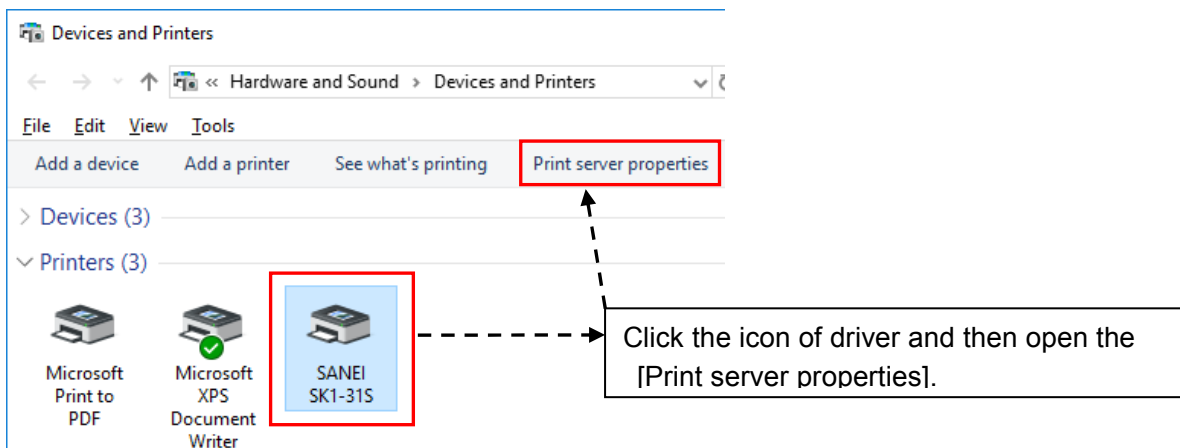 Devices and Printers
« Hardware and Sound > Devices and Printers
File Edit View Tools
Add a device Add a printer See what's printing Print server properties
Devices (3)
Printers (3)
Microsoft
Print to
PDF
Microsoft
XPS
Document
Writer
SANEI
SK1-31S
Click the icon of driver and then open the
[Print server properties].